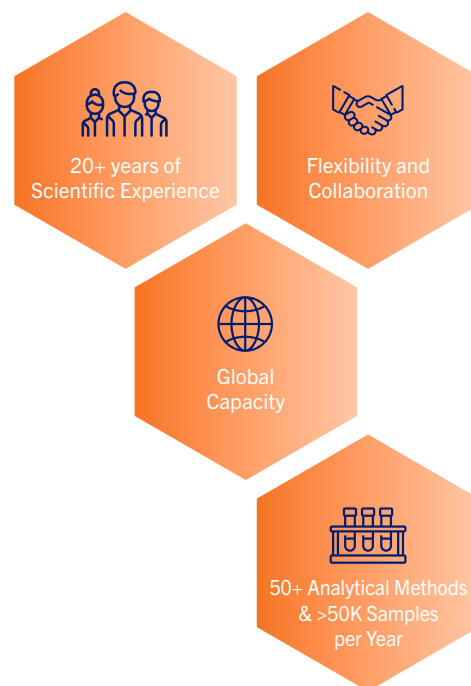 20+ years of
Scientific Experience
Flexibility and
Collaboration
Global
Capacity
50+ Analytical Methods
& >50K Samples
per Year